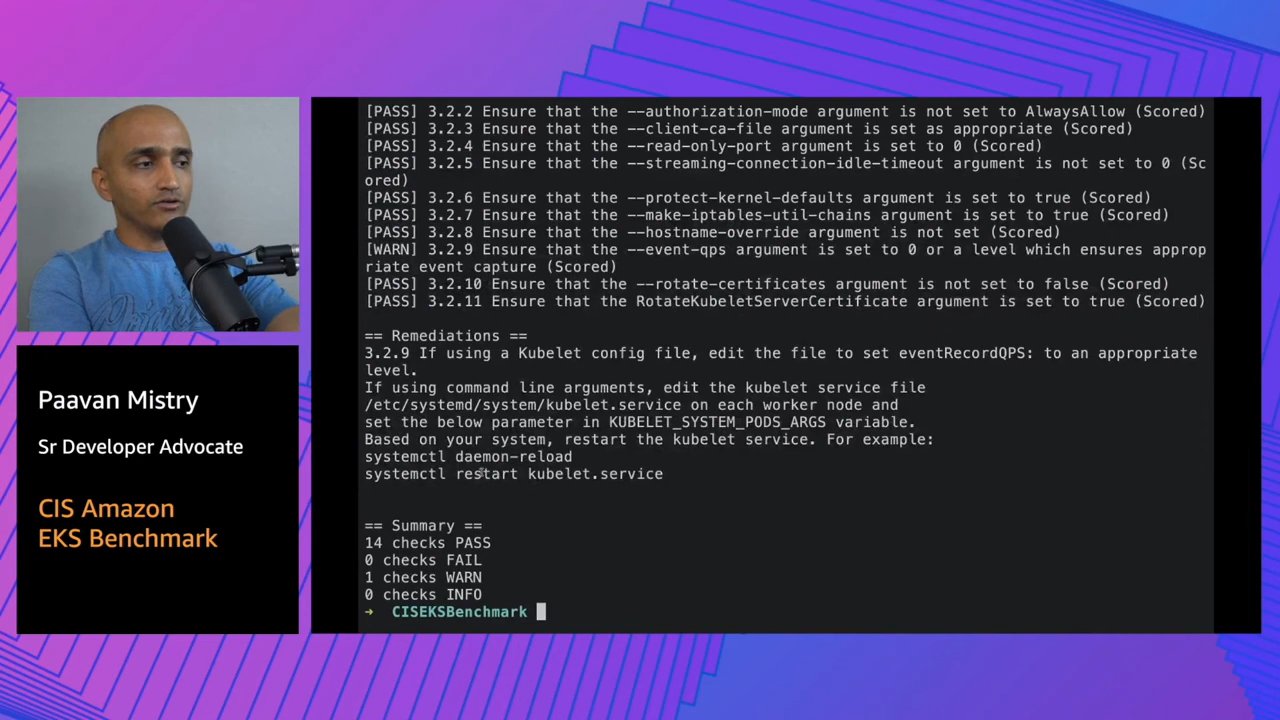 [PASS] 3.2.2 Ensure that the --authorization-mode argument is not set to AlwaysAllow (Scored)
[PASS] 3.2.3 Ensure that the --client-ca-file argument is set as appropriate (Scored)
[PASS] 3.2.4 Ensure that the --read-only-port argument is set to 0 (Scored)
[PASS] 3.2.5 Ensure that the --streaming-connection-idle-timeout argument is not set to 0 (Sc
ored)
[PASS] 3.2.6 Ensure that the --protect-kernel-defaults argument is set to true (Scored)
[PASS] 3.2.7 Ensure that the --make-iptables-util-chains argument is set to true (Scored)
[PASS] 3.2.8 Ensure that the --hostname-override argument is not set (Scored)
[WARN] 3.2.9 Ensure that the --event-qps argument is set to 0 or a level which ensures approp
riate event capture (Scored)
[PASS] 3.2.10 Ensure that the --rotate-certificates argument is not set to false (Scored)
[PASS] 3.2.11 Ensure that the RotateKubeletServerCertificate argument is set to true (Scored)
== Remediations ==
3.2.9 If using a Kubelet config file, edit the file to set eventRecordQPS: to an appropriate
level.
If using command line arguments, edit the kubelet service file
/etc/systemd/system/kubelet.service on each worker node and
set the below parameter in KUBELET_SYSTEM_PODS_ARGS variable.
Based on your system, restart the kubelet service. For example:
systemctl daemon-reload
systemctl restart kubelet.service
== Summary ==
14 checks PASS
0 checks FAIL
1 checks WARN
0 checks INFO
➜ CISEKSBenchmark
Paavan Mistry
Sr Developer Advocate
CIS Amazon
EKS Benchmark